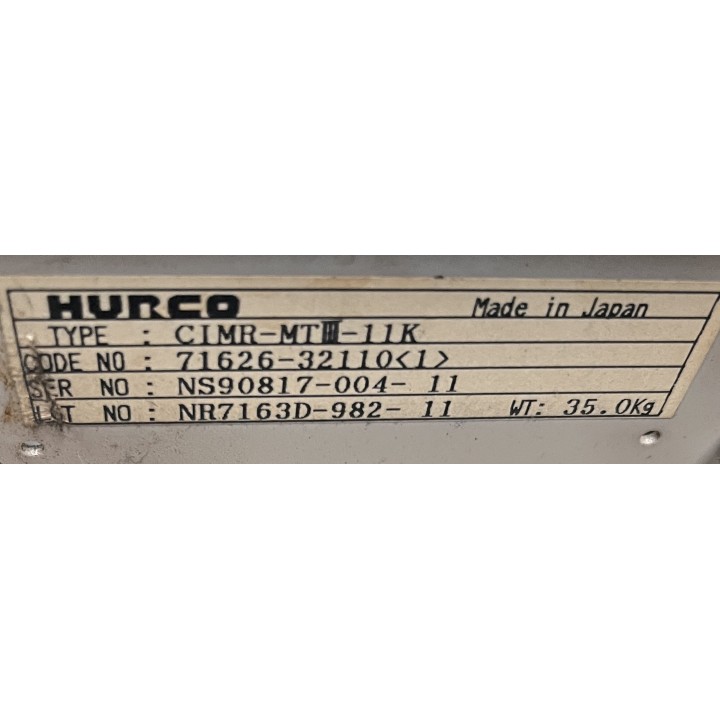 HURCO Made in Japan
TYPE : CIMR-MTIII-11K
CODE NO : 71626-32110<1>
SER NO : NS90817-004- 11
NO : NR7163D-982- 11 WT: 35.0Kg